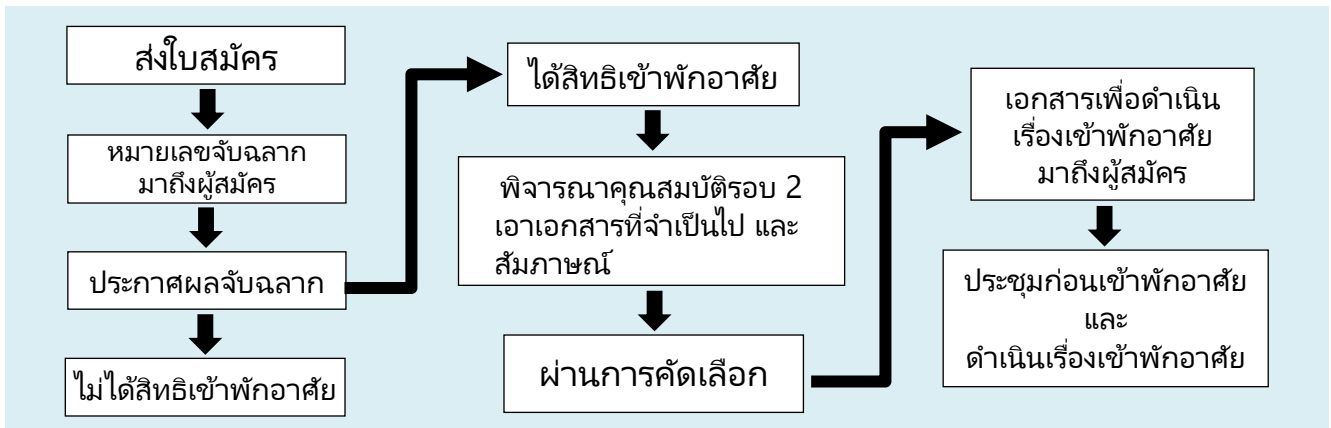 ส่งใบสมัคร
หมายเลขจับฉลาก
มาถึงผู้สมัคร
ประกาศผลจับฉลาก
ไม่ได้สิทธิเข้าพักอาศัย
ได้สิทธิเข้าพักอาศัย
พิจารณาคุณสมบัติรอบ 2
เอาเอกสารที่จำเป็นไป และ
สัมภาษณ์
ผ่านการคัดเลือก
เอกสารเพื่อดำเนิน
เรื่องเข้าพักอาศัย
มาถึงผู้สมัคร
ประชุมก่อนเข้าพักอาศัย
และ
ดำเนินเรื่องเข้าพักอาศัย